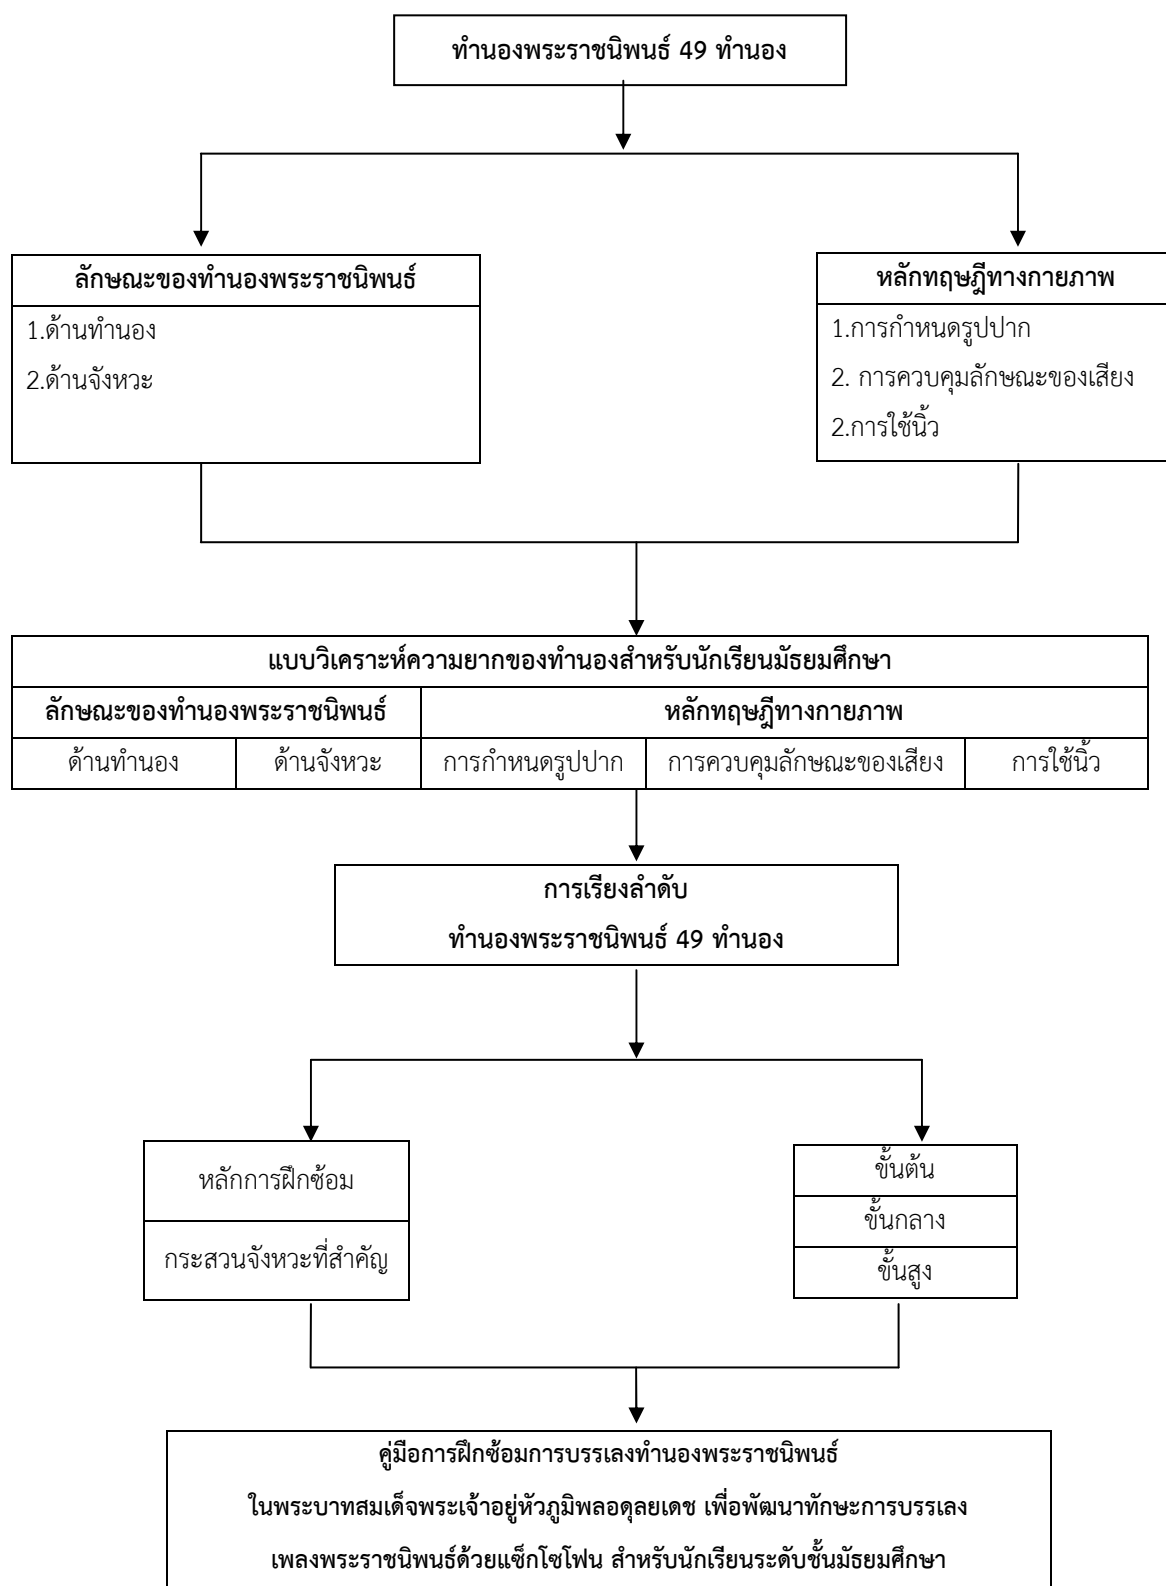 ทำนองพระราชนิพนธ์ 49 ทำนอง
ลักษณะของทำนองพระราชนิพนธ์
1.ด้านทำนอง
2.ด้านจังหวะ
หลักทฤษฎีทางกายภาพ
1.การกำหนดรูปปาก
2. การควบคุมลักษณะของเสียง
2.การใช้นิ้ว
แบบวิเคราะห์ความยากของทำนองสำหรับนักเรียนมัธยมศึกษา
ลักษณะของทำนองพระราชนิพนธ์ หลักทฤษฎีทางกายภาพ
ด้านทำนอง ด้านจังหวะ การกำหนดรูปปาก การควบคุมลักษณะของเสียง การใช้นิ้ว
การเรียงลำดับ
ทำนองพระราชนิพนธ์ 49 ทำนอง
หลักการฝึกซ้อม
กระสวนจังหวะที่สำคัญ
ขั้นต้น
ขั้นกลาง
ขั้นสูง
คู่มือการฝึกซ้อมการบรรเลงทำนองพระราชนิพนธ์
ในพระบาทสมเด็จพระเจ้าอยู่หัวภูมิพลอดุลยเดช เพื่อพัฒนาทักษะการบรรเลง
เพลงพระราชนิพนธ์ด้วยแซ็กโซโฟน สำหรับนักเรียนระดับชั้นมัธยมศึกษา